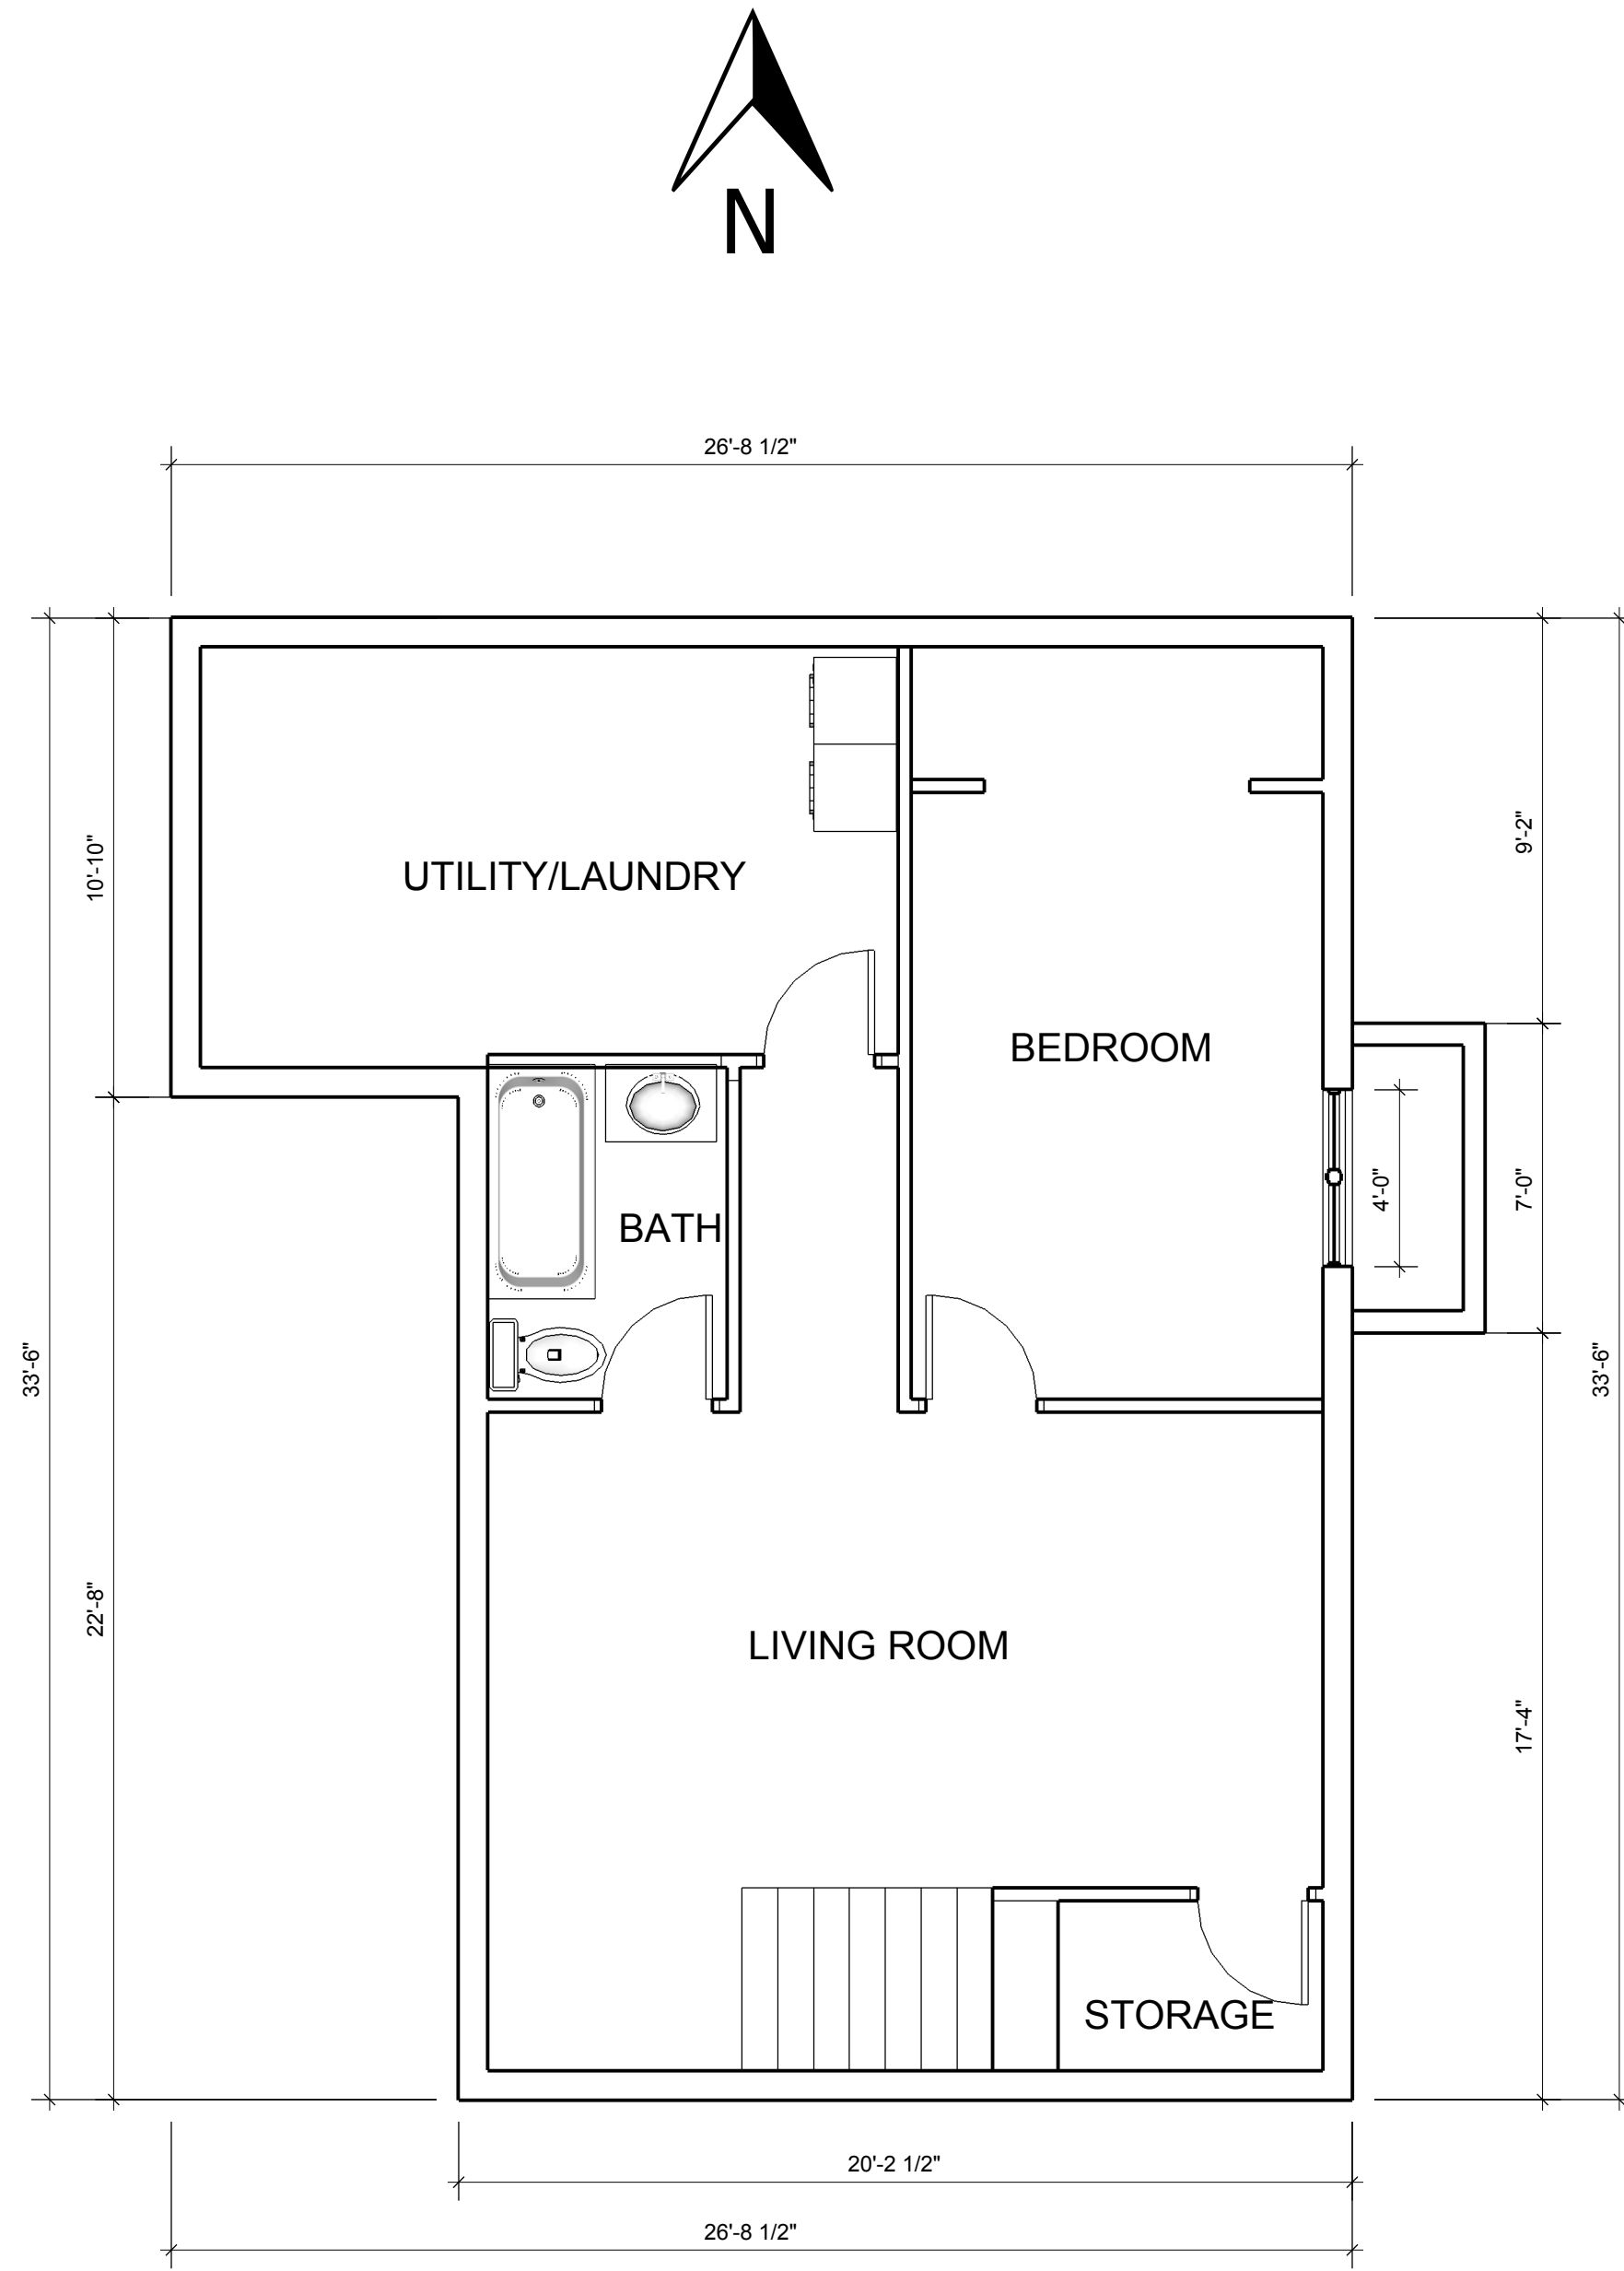 N
26'-8 1/2"
10'-10"
9'-2"
UTILITY/LAUNDRY
BEDROOM
4'-0"
7'-0"
BATH
33'-6"
33'-6"
22'-8"
LIVING ROOM
17'-4"
STORAGE
20'-2 1/2"
26'-8 1/2"